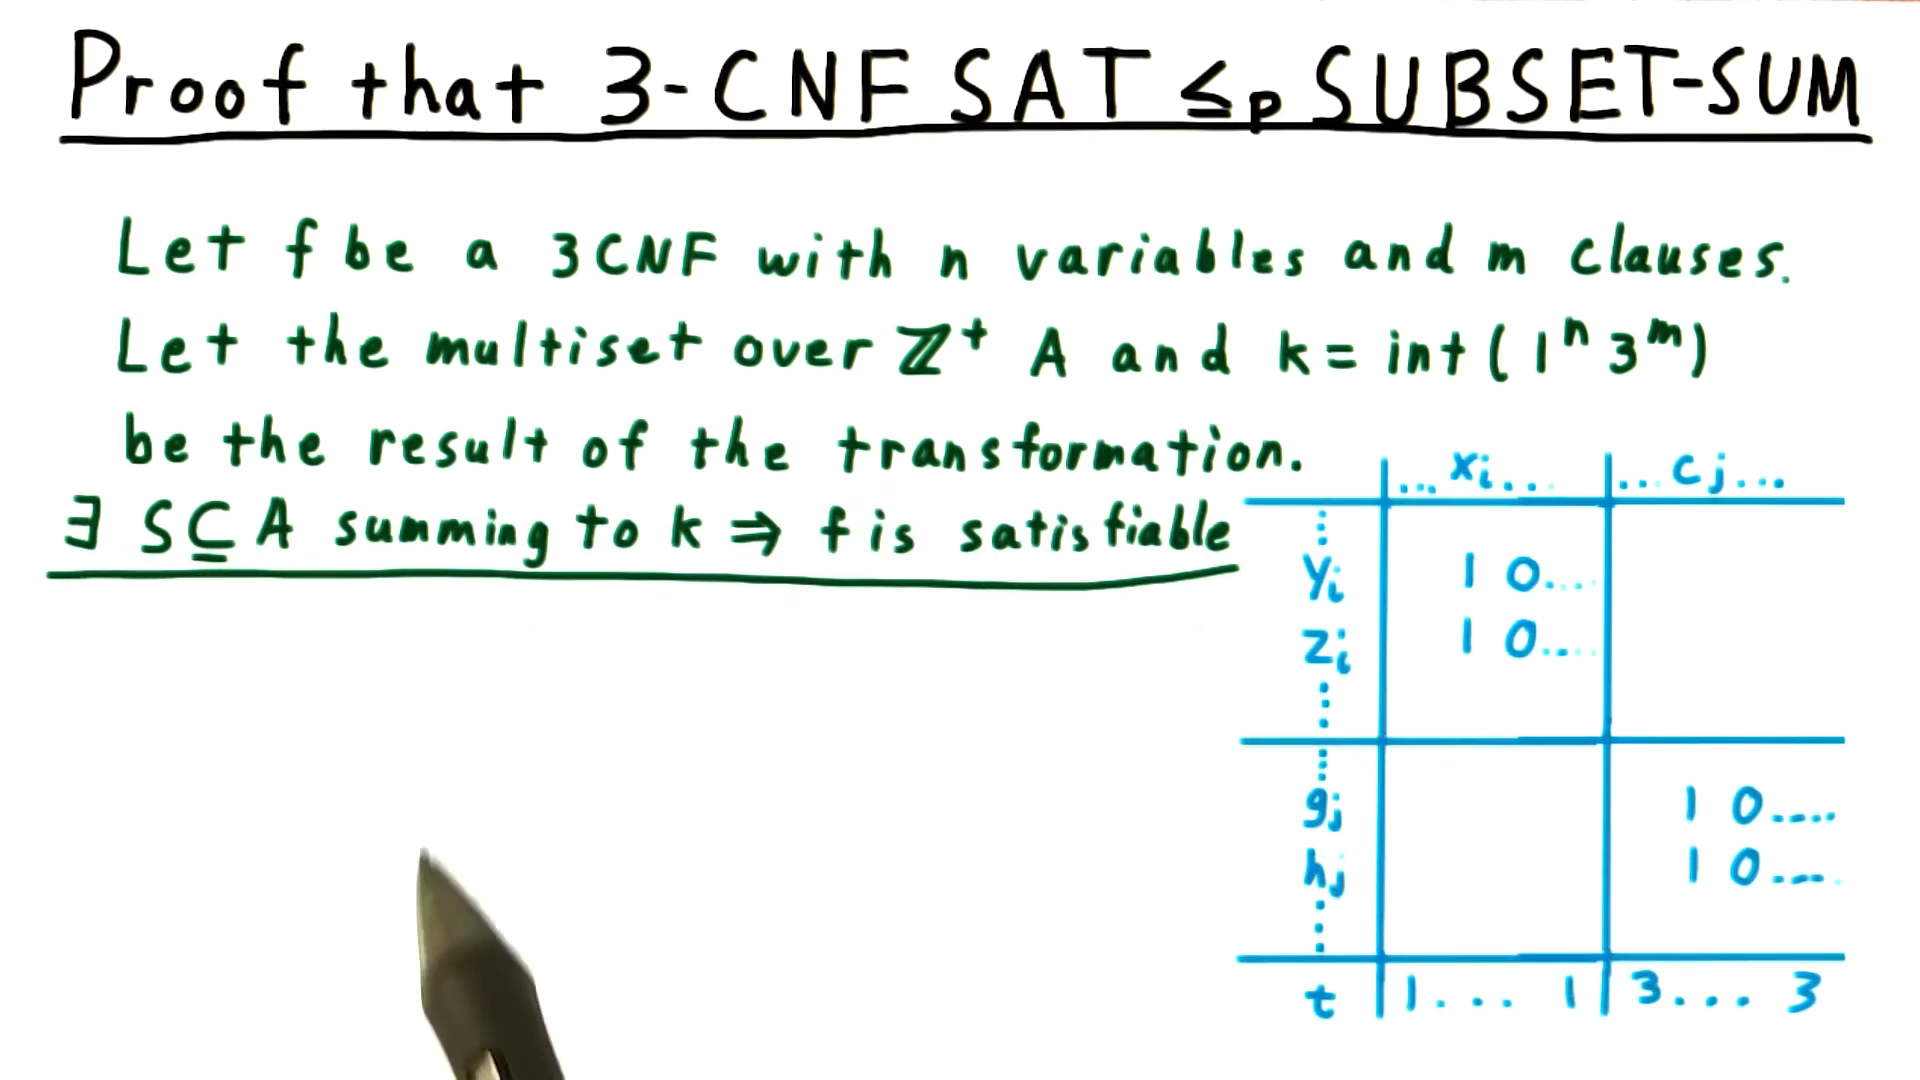 Proof that 3-CNF SAT ≤p SUBSET-SUM
Let f be a 3CNF with n variables and m clauses.
Let the multiset over ℤ⁺ A and k = int(1ⁿ3ᵐ)
be the result of the transformation.
∃ S⊆A summing to k ⇒ f is satisfiable
...xi... ...cj...
yi 1 0....
zi 1 0....
gj 1 0....
hj 1 0....
t 1... 1 3... 3